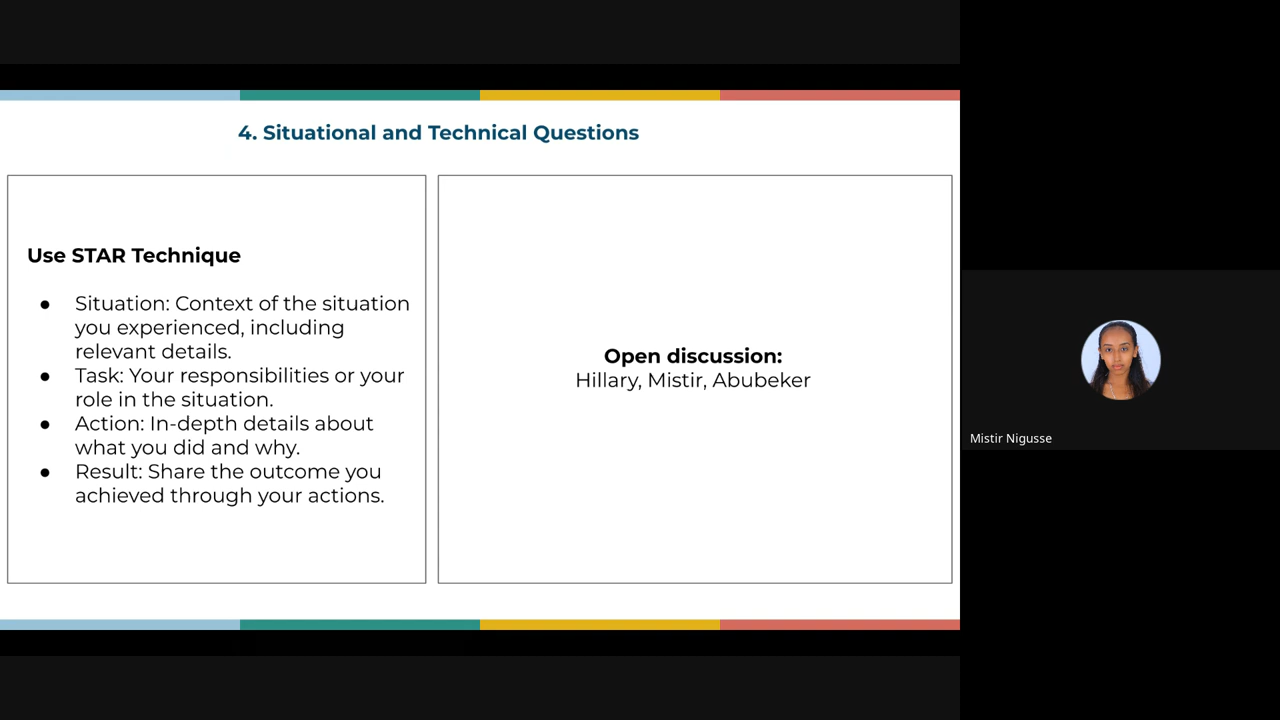 4. Situational and Technical Questions
Use STAR Technique
● Situation: Context of the situation
you experienced, including
relevant details.
● Task: Your responsibilities or your
role in the situation.
● Action: In-depth details about
what you did and why.
● Result: Share the outcome you
achieved through your actions.
Open discussion:
Hillary, Mistir, Abubeker
Mistir Nigusse